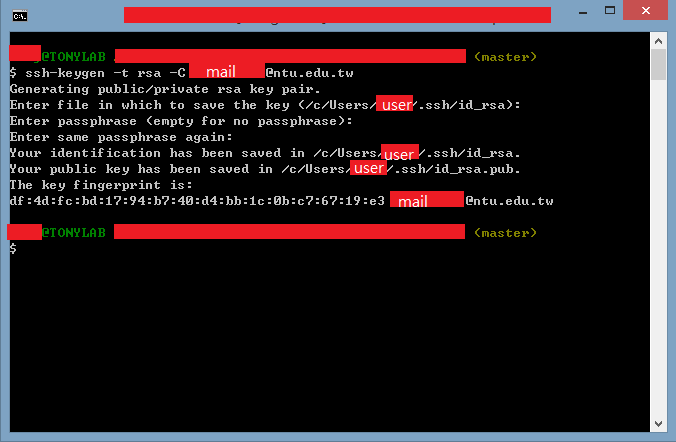 @TONYLAB (master)
$ ssh-keygen -t rsa -C mail@ntu.edu.tw
Generating public/private rsa key pair.
Enter file in which to save the key (/c/Users/user/.ssh/id_rsa):
Enter passphrase (empty for no passphrase):
Enter same passphrase again:
Your identification has been saved in /c/Users/user/.ssh/id_rsa.
Your public key has been saved in /c/Users/user/.ssh/id_rsa.pub.
The key fingerprint is:
df:4d:fc:bd:17:94:b7:40:d4:bb:1c:0b:c7:67:19:e3 mail@ntu.edu.tw
@TONYLAB (master)
$